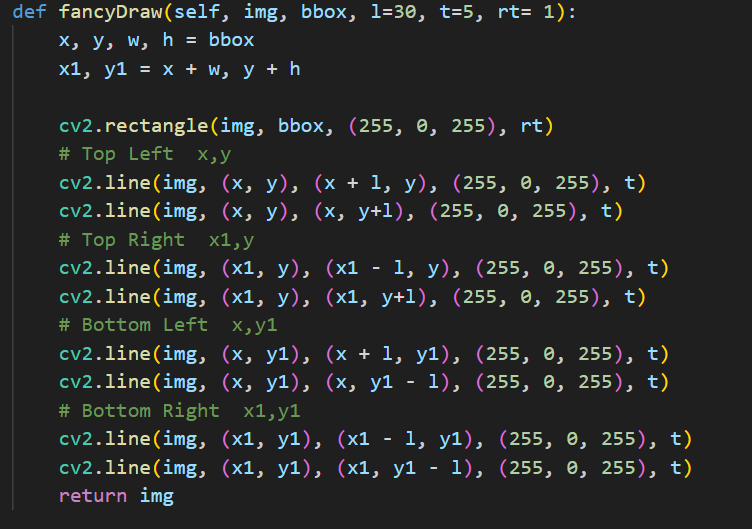 def fancyDraw(self, img, bbox, l=30, t=5, rt= 1):
    x, y, w, h = bbox
    x1, y1 = x + w, y + h

    cv2.rectangle(img, bbox, (255, 0, 255), rt)
    # Top Left  x,y
    cv2.line(img, (x, y), (x + l, y), (255, 0, 255), t)
    cv2.line(img, (x, y), (x, y+l), (255, 0, 255), t)
    # Top Right  x1,y
    cv2.line(img, (x1, y), (x1 - l, y), (255, 0, 255), t)
    cv2.line(img, (x1, y), (x1, y+l), (255, 0, 255), t)
    # Bottom Left  x,y1
    cv2.line(img, (x, y1), (x + l, y1), (255, 0, 255), t)
    cv2.line(img, (x, y1), (x, y1 - l), (255, 0, 255), t)
    # Bottom Right  x1,y1
    cv2.line(img, (x1, y1), (x1 - l, y1), (255, 0, 255), t)
    cv2.line(img, (x1, y1), (x1, y1 - l), (255, 0, 255), t)
    return img